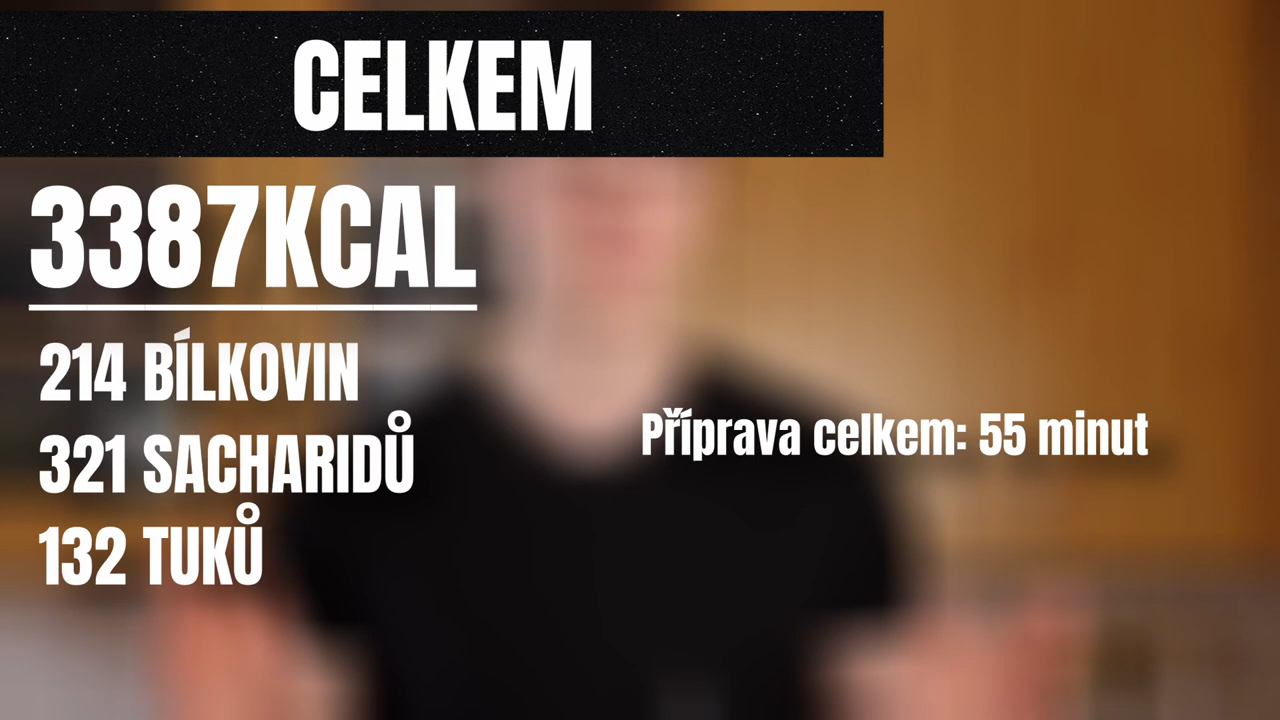 CELKEM
3387KCAL
214 BÍLKOVIN
321 SACHARIDŮ
132 TUKŮ
Příprava celkem: 55 minut